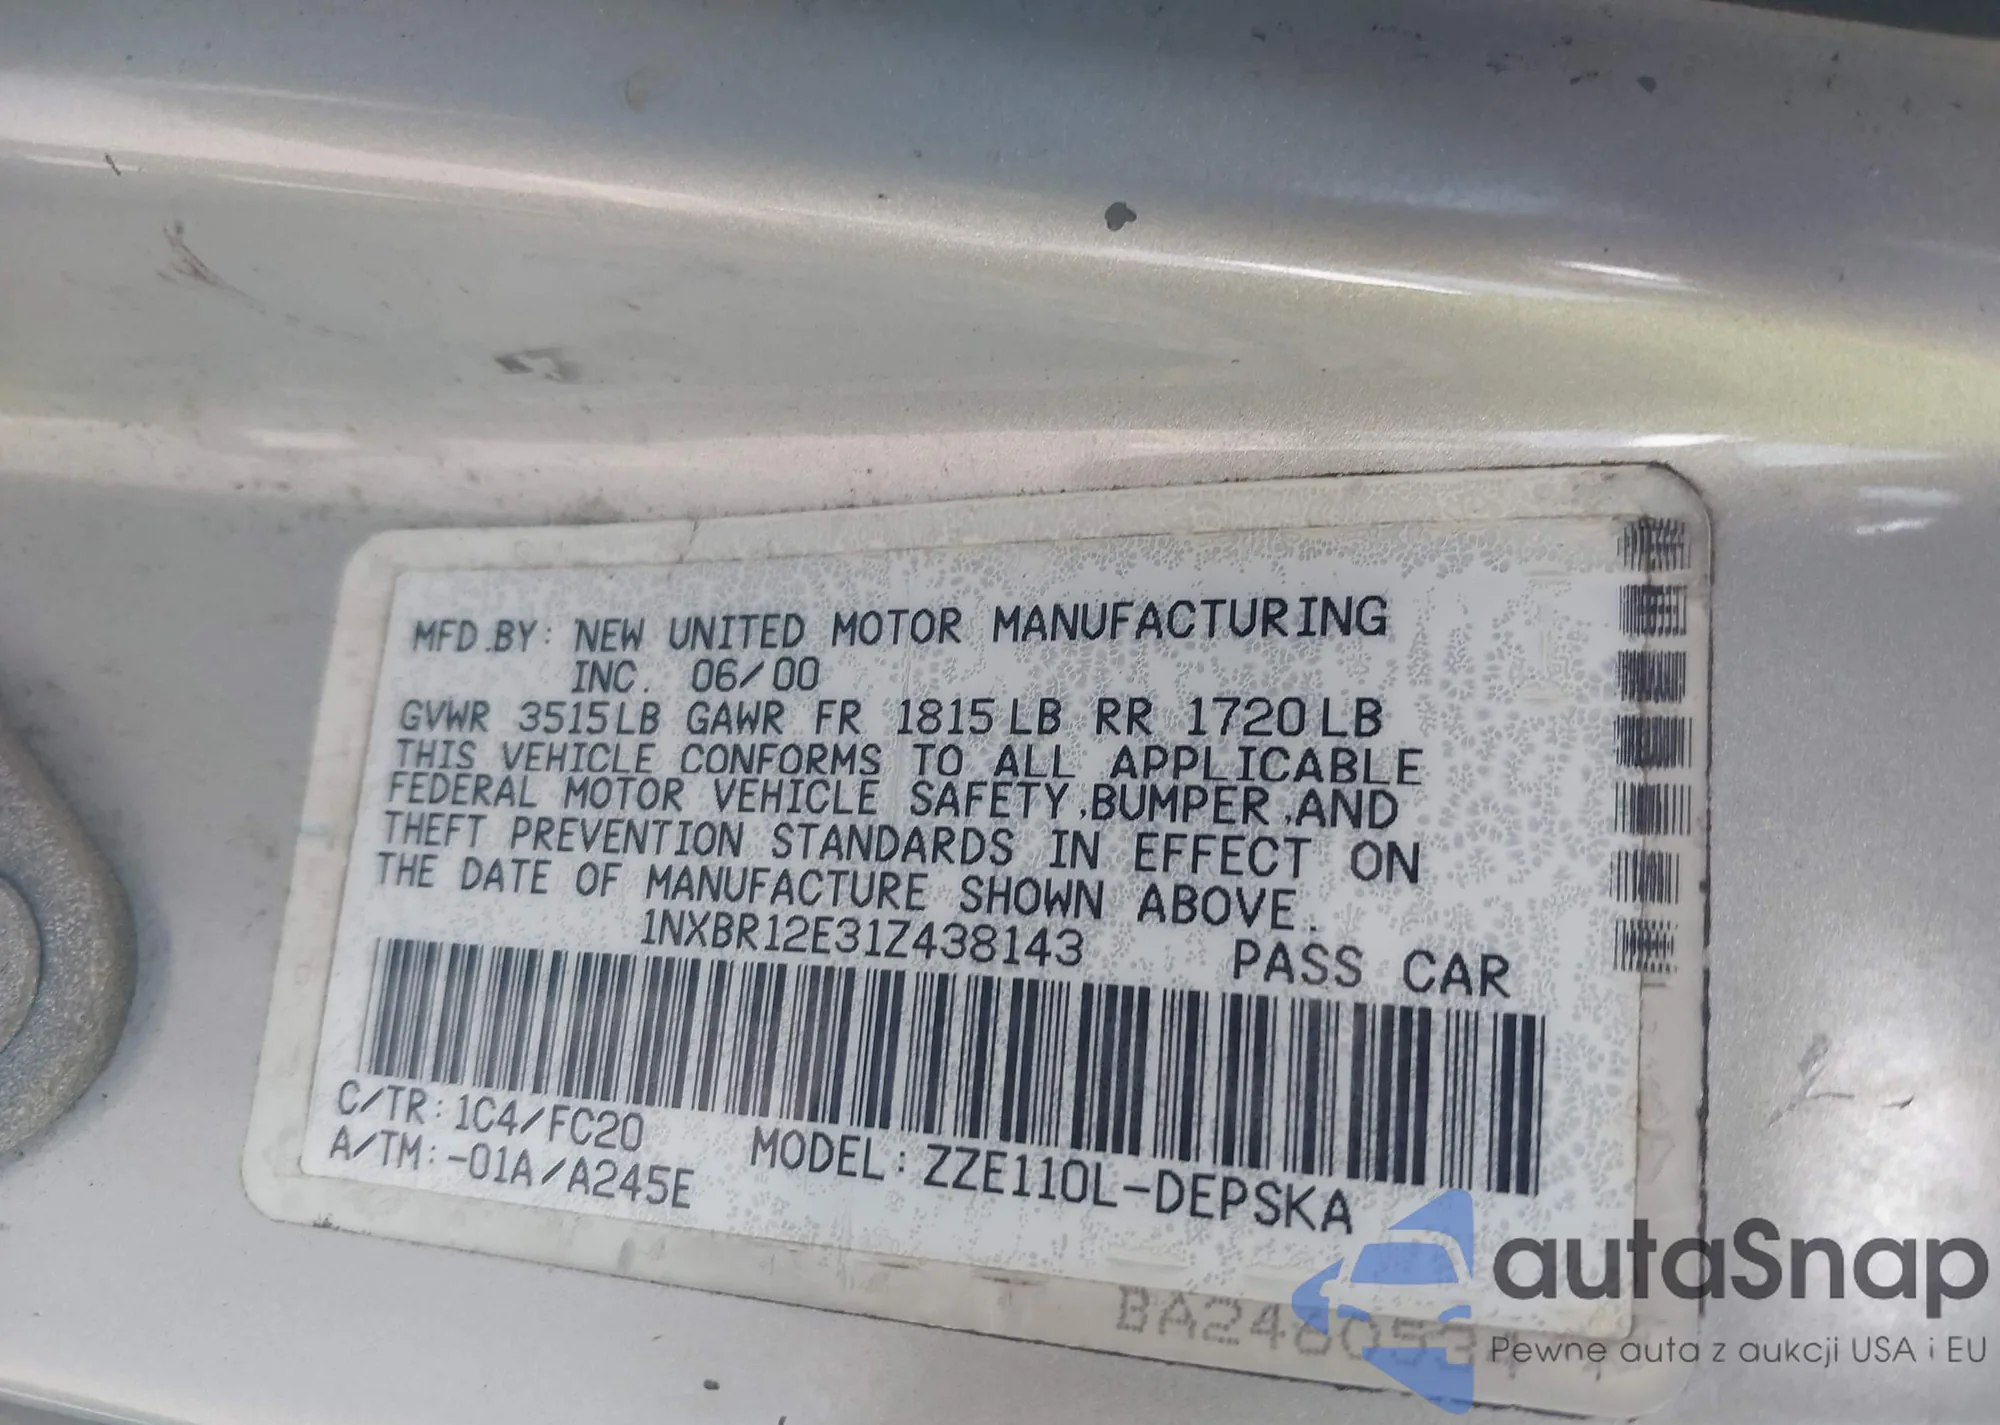 MFD.BY: NEW UNITED MOTOR MANUFACTURING
INC. 06/00
GVWR 3515LB GAWR FR 1815LB RR 1720LB
THIS VEHICLE CONFORMS TO ALL APPLICABLE
FEDERAL MOTOR VEHICLE SAFETY,BUMPER,AND
THEFT PREVENTION STANDARDS IN EFFECT ON
THE DATE OF MANUFACTURE SHOWN ABOVE.
1NXBR12E31Z438143 PASS CAR
C/TR: 1C4/FC20
A/TM:-01A/A245E MODEL: ZZE110L-DEPSKA
autaSnap
Pewne auta z aukcji USA i EU